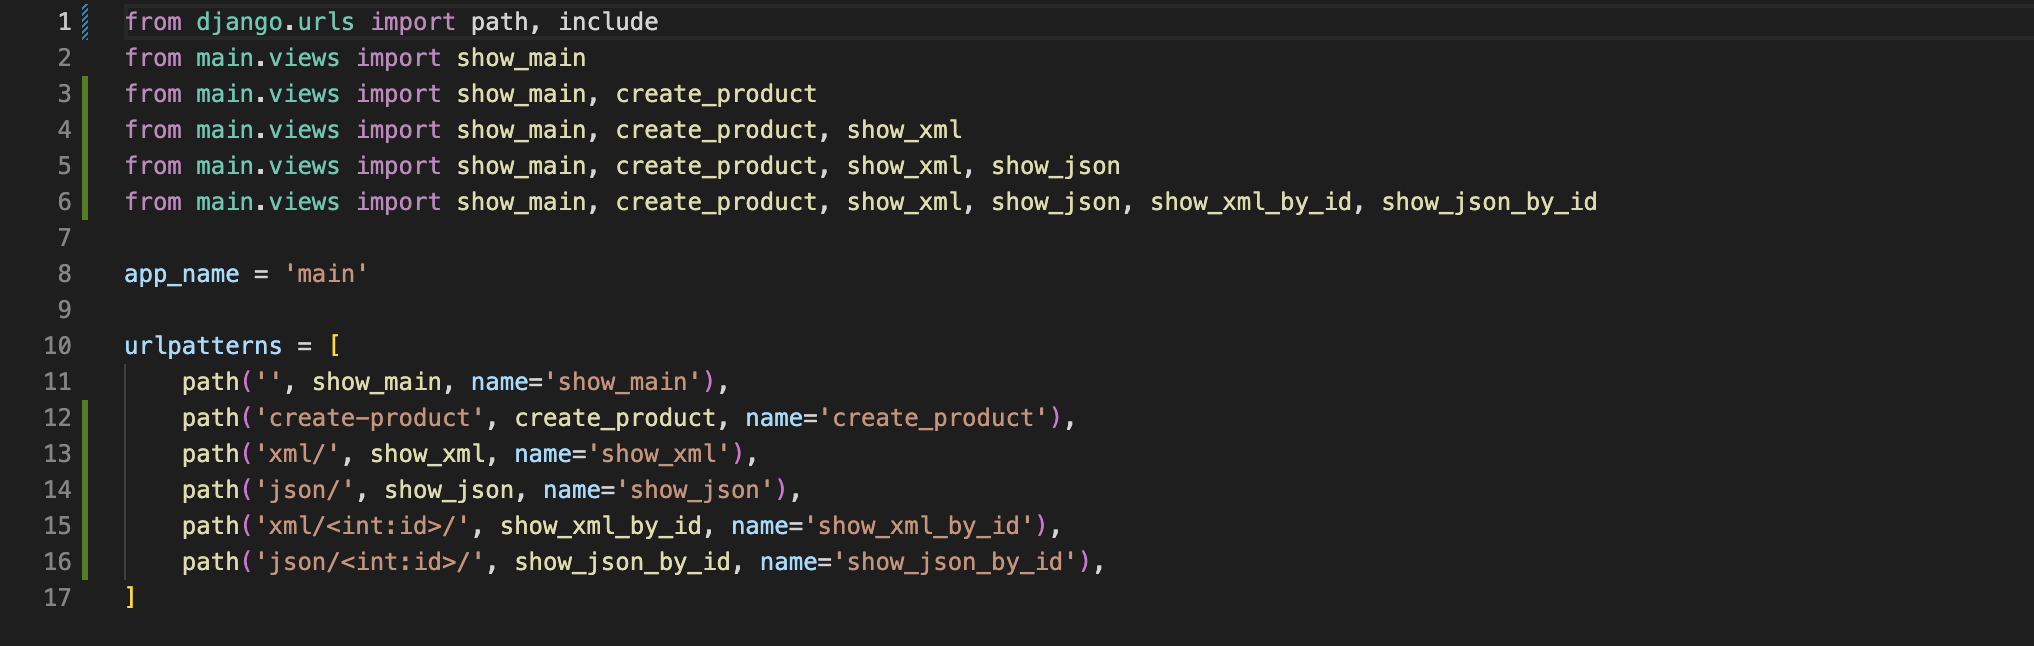 1 from django.urls import path, include
2 from main.views import show_main
3 from main.views import show_main, create_product
4 from main.views import show_main, create_product, show_xml
5 from main.views import show_main, create_product, show_xml, show_json
6 from main.views import show_main, create_product, show_xml, show_json, show_xml_by_id, show_json_by_id
7
8 app_name = 'main'
9
10 urlpatterns = [
11     path('', show_main, name='show_main'),
12     path('create-product', create_product, name='create_product'),
13     path('xml/', show_xml, name='show_xml'),
14     path('json/', show_json, name='show_json'),
15     path('xml/<int:id>/', show_xml_by_id, name='show_xml_by_id'),
16     path('json/<int:id>/', show_json_by_id, name='show_json_by_id'),
17 ]